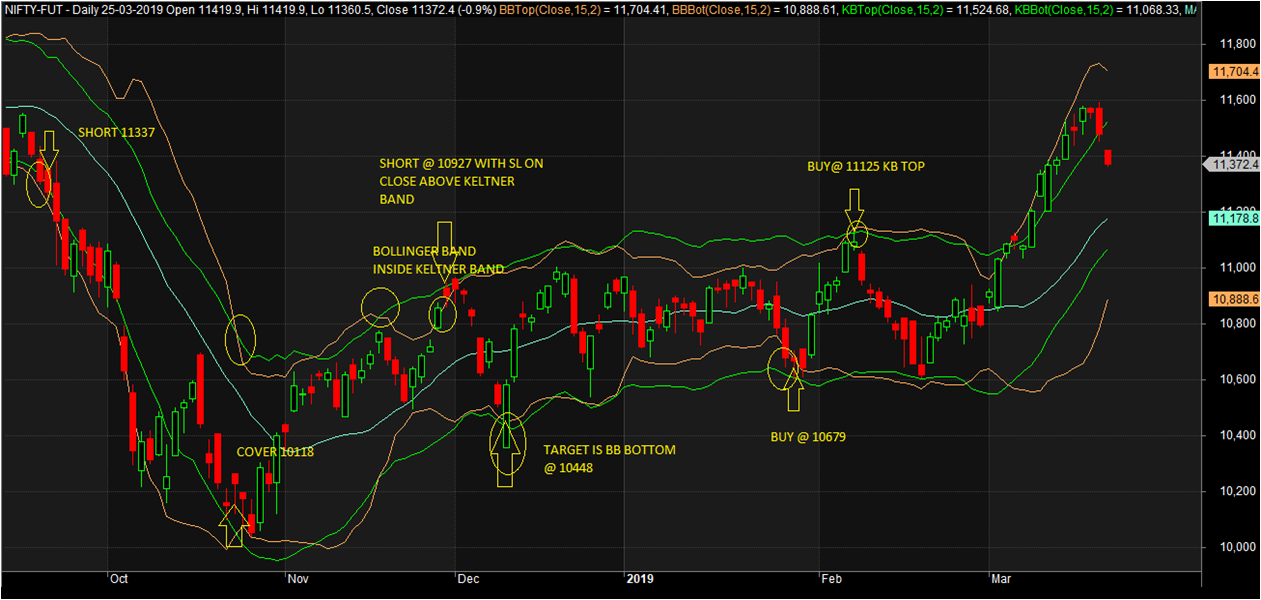 NIFTY-FUT - Daily 25-03-2019 Open 11419.9, Hi 11419.9, Lo 11360.5, Close 11372.4 (-0.9%) BBTop(Close,15,2) = 11,704.41, BBBot(Close,15,2) = 10,888.61, KBTop(Close,15,2) = 11,524.68, KBBot(Close,15,2) = 11,068.33, MA
11,800
11,704.4
11,600
SHORT 11337
SHORT @ 10927 WITH SL ON
CLOSE ABOVE KELTNER
BAND
BUY@ 11125 KB TOP
11,400
11,372.4
11,200
11,178.8
BOLLINGER BAND
INSIDE KELTNER BAND
11,000
10,888.6
10,800
10,600
BUY @ 10679
10,400
COVER 10118
TARGET IS BB BOTTOM
@ 10448
10,200
10,000
Oct
Nov
Dec
2019
Feb
Mar